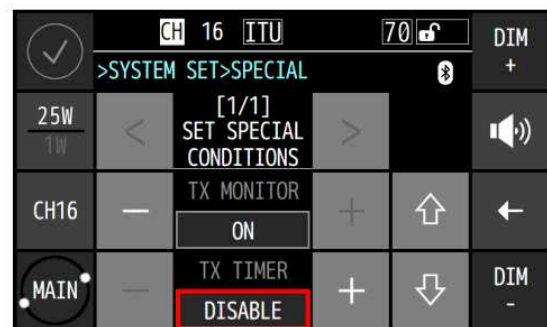 CH 16 ITU 70
DIM
+
>SYSTEM SET>SPECIAL
25W
1W
<
[1/1]
SET SPECIAL
CONDITIONS
>
CH16
−
TX MONITOR
ON
+
MAIN
−
TX TIMER
DISABLE
+
DIM
-